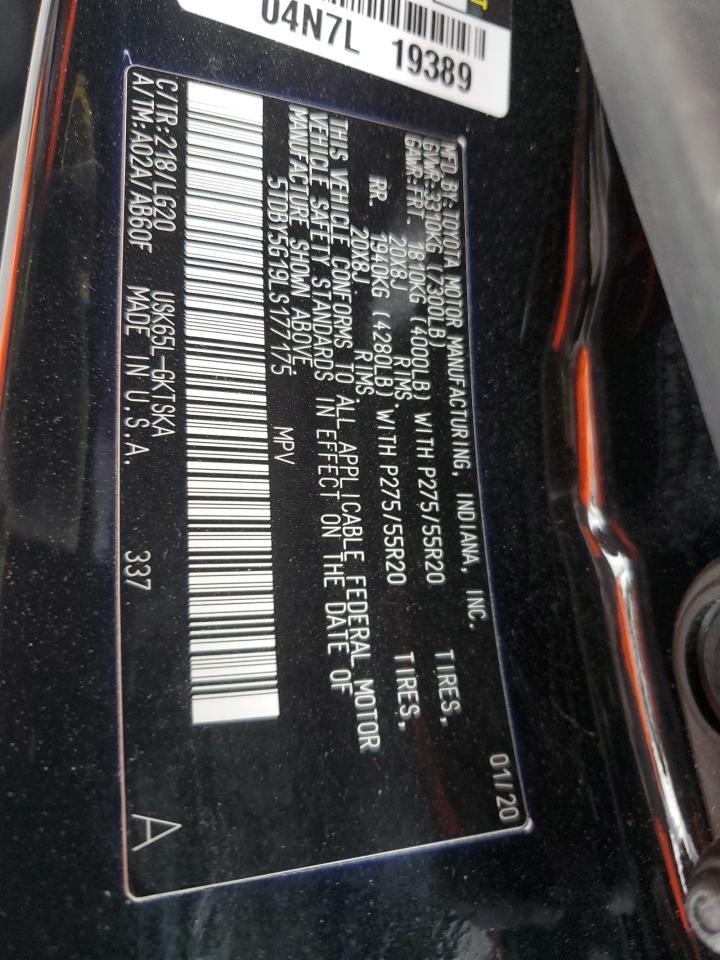 04N7L 19389
MFD BY: TOYOTA MOTOR MANUFACTURING, INDIANA, INC. 01/20
GVWR: 3310KG (7300LB)
GAWR: FRT. 1810KG (4000LB) WITH P275/55R20 TIRES,
20X8J RIMS.
RR. 1940KG (4280LB) WITH P275/55R20 TIRES,
20X8J RIMS.
THIS VEHICLE CONFORMS TO ALL APPLICABLE FEDERAL MOTOR
VEHICLE SAFETY STANDARDS IN EFFECT ON THE DATE OF
MANUFACTURE SHOWN ABOVE.
5TDBY5G19LS177175 MPV
C/TR:218/LG20 USK65L-GKTSKA
A/TM:A02A/AB60F MADE IN U.S.A. 337 A